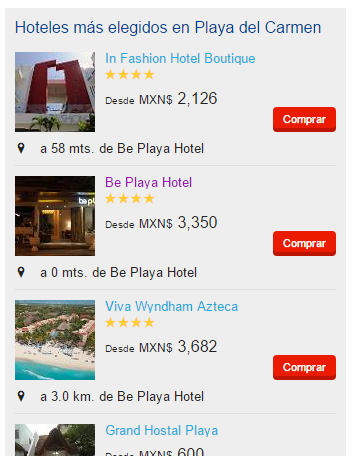 Hoteles más elegidos en Playa del Carmen
In Fashion Hotel Boutique
Desde MXN$ 2,126
Comprar
a 58 mts. de Be Playa Hotel
Be Playa Hotel
be pl
Desde MXN$ 3,350
Comprar
a 0 mts. de Be Playa Hotel
Viva Wyndham Azteca
Desde MXN$ 3,682
Comprar
a 3.0 km. de Be Playa Hotel
Grand Hostal Playa
Desde MXN$ 600